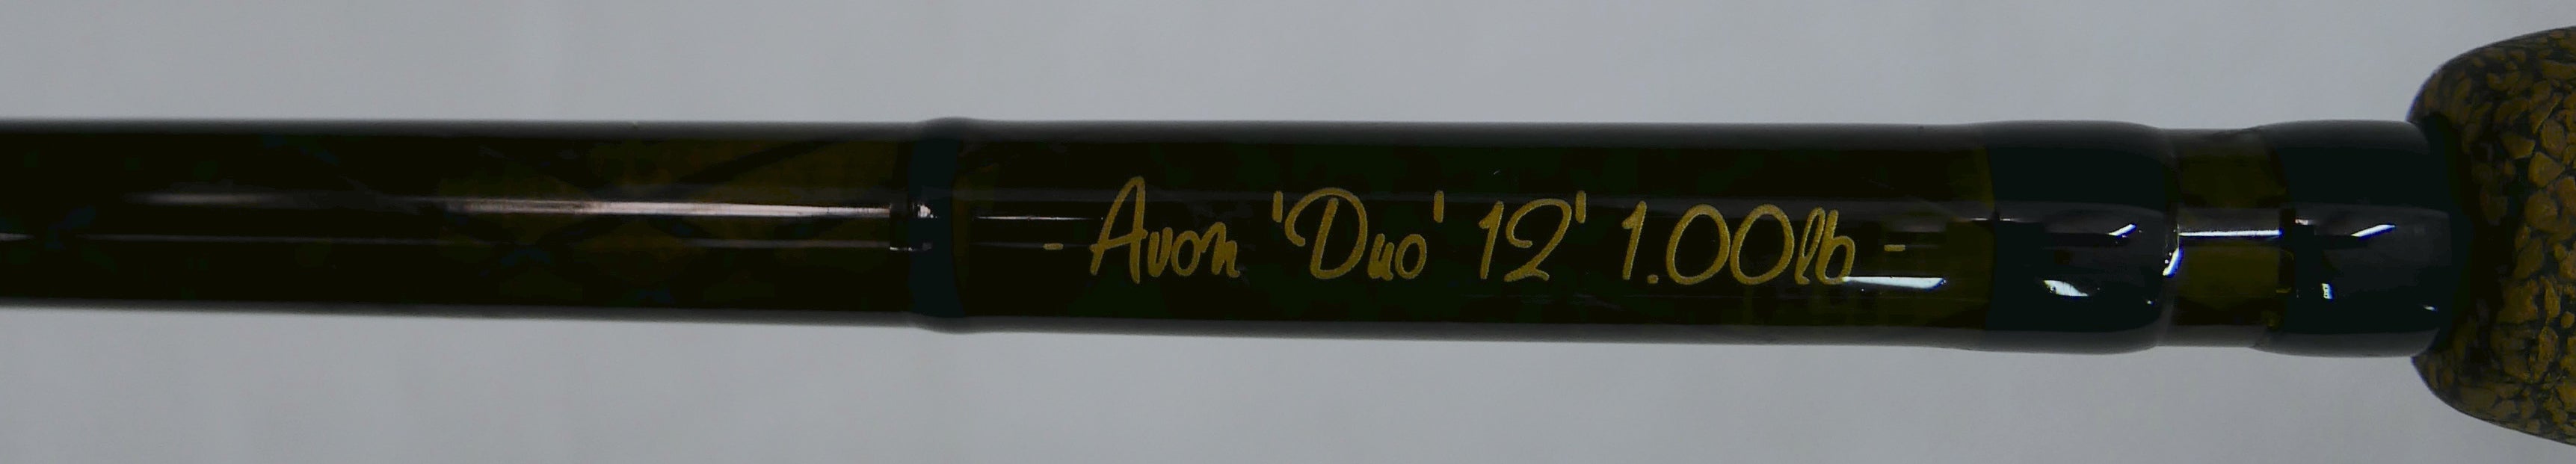 - Avon 'Duo' 12' 1.00lb -